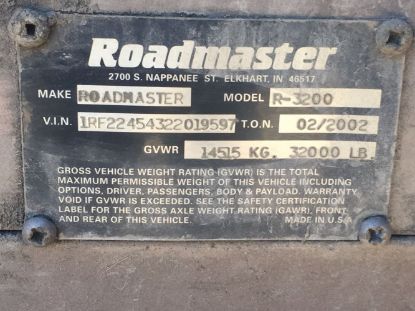 Roadmaster
2700 S. NAPPANEE ST. ELKHART, IN 46517
MAKE ROADMASTER MODEL R-3200
V.I.N. 1RF22454322019597 T.O.N. 02/2002
GVWR 14515 KG. 32000 LB.
GROSS VEHICLE WEIGHT RATING (GVWR) IS THE TOTAL
MAXIMUM PERMISSIBLE WEIGHT OF THIS VEHICLE INCLUDING
OPTIONS, DRIVER, PASSENGERS, BODY & PAYLOAD. WARRANTY
VOID IF GVWR IS EXCEEDED. SEE THE SAFETY CERTIFICATION
LABEL FOR THE GROSS AXLE WEIGHT RATING (GAWR), FRONT
AND REAR OF THIS VEHICLE. MADE IN U.S.A.